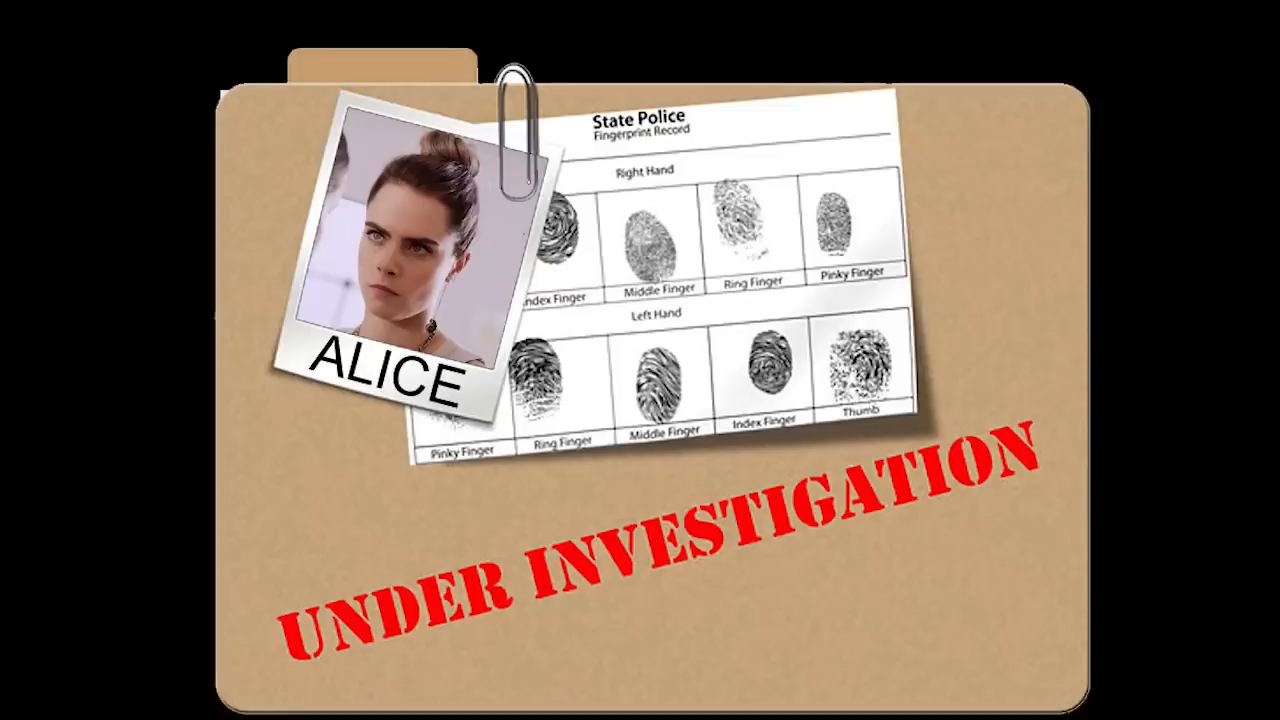 State Police
Fingerprint Record
Right Hand
Index Finger
Middle Finger
Ring Finger
Pinky Finger
Left Hand
Pinky Finger
Ring Finger
Middle Finger
Index Finger
Thumb
ALICE
UNDER INVESTIGATION